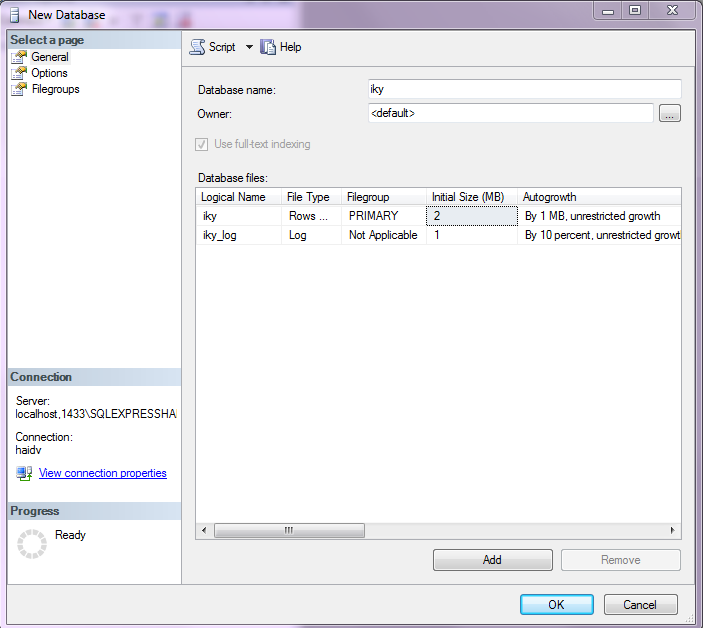 New Database
Select a page
General
Options
Filegroups
Script Help
Database name: iky
Owner: <default> ...
Use full-text indexing
Database files:
Logical Name File Type Filegroup Initial Size (MB) Autogrowth
iky Rows ... PRIMARY 2 By 1 MB, unrestricted growth
iky_log Log Not Applicable 1 By 10 percent, unrestricted growth
Connection
Server:
localhost,1433\SQLEXPRESSHA
Connection:
haidv
View connection properties
Progress
Ready
Add Remove
OK Cancel